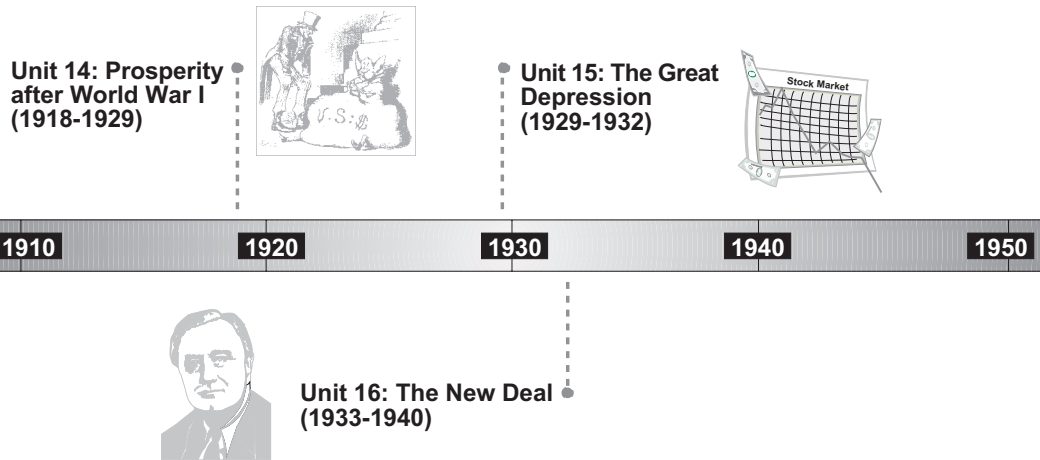 Unit 14: Prosperity
after World War I
(1918-1929)
V.S:$
Unit 15: The Great
Depression
(1929-1932)
Stock Market
1910
1920
1930
1940
1950
Unit 16: The New Deal
(1933-1940)